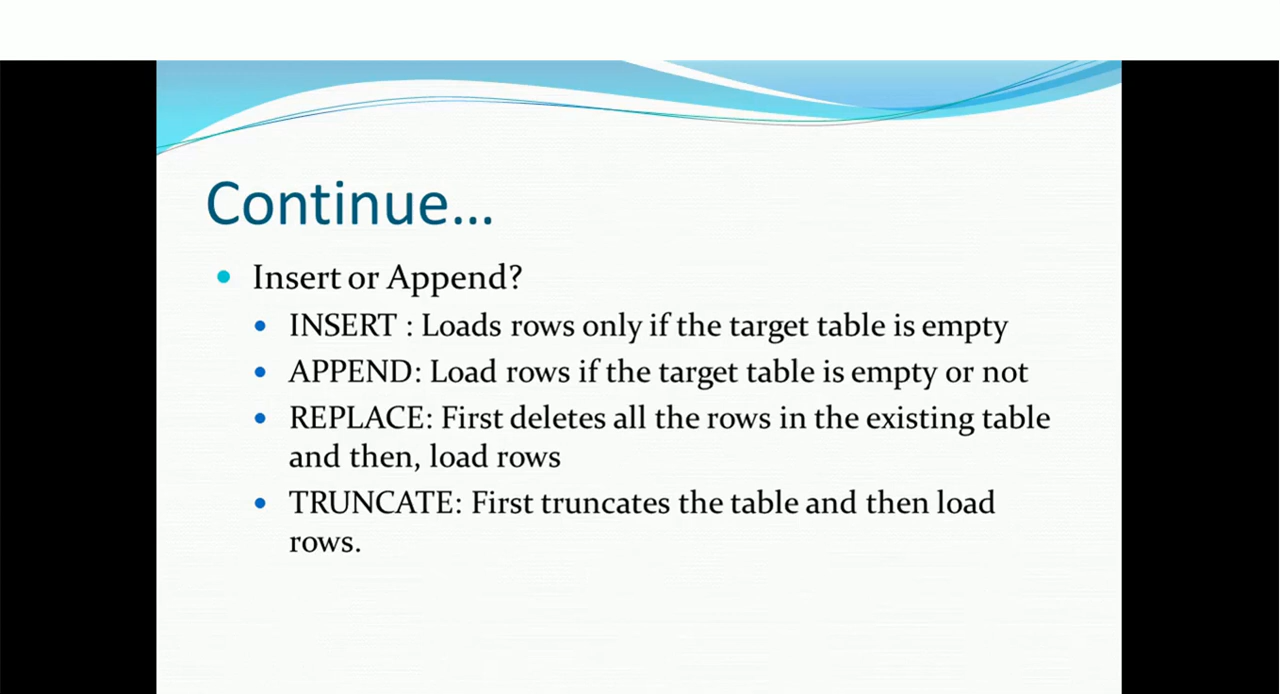 Continue...
Insert or Append?
INSERT : Loads rows only if the target table is empty
APPEND: Load rows if the target table is empty or not
REPLACE: First deletes all the rows in the existing table
and then, load rows
TRUNCATE: First truncates the table and then load
rows.